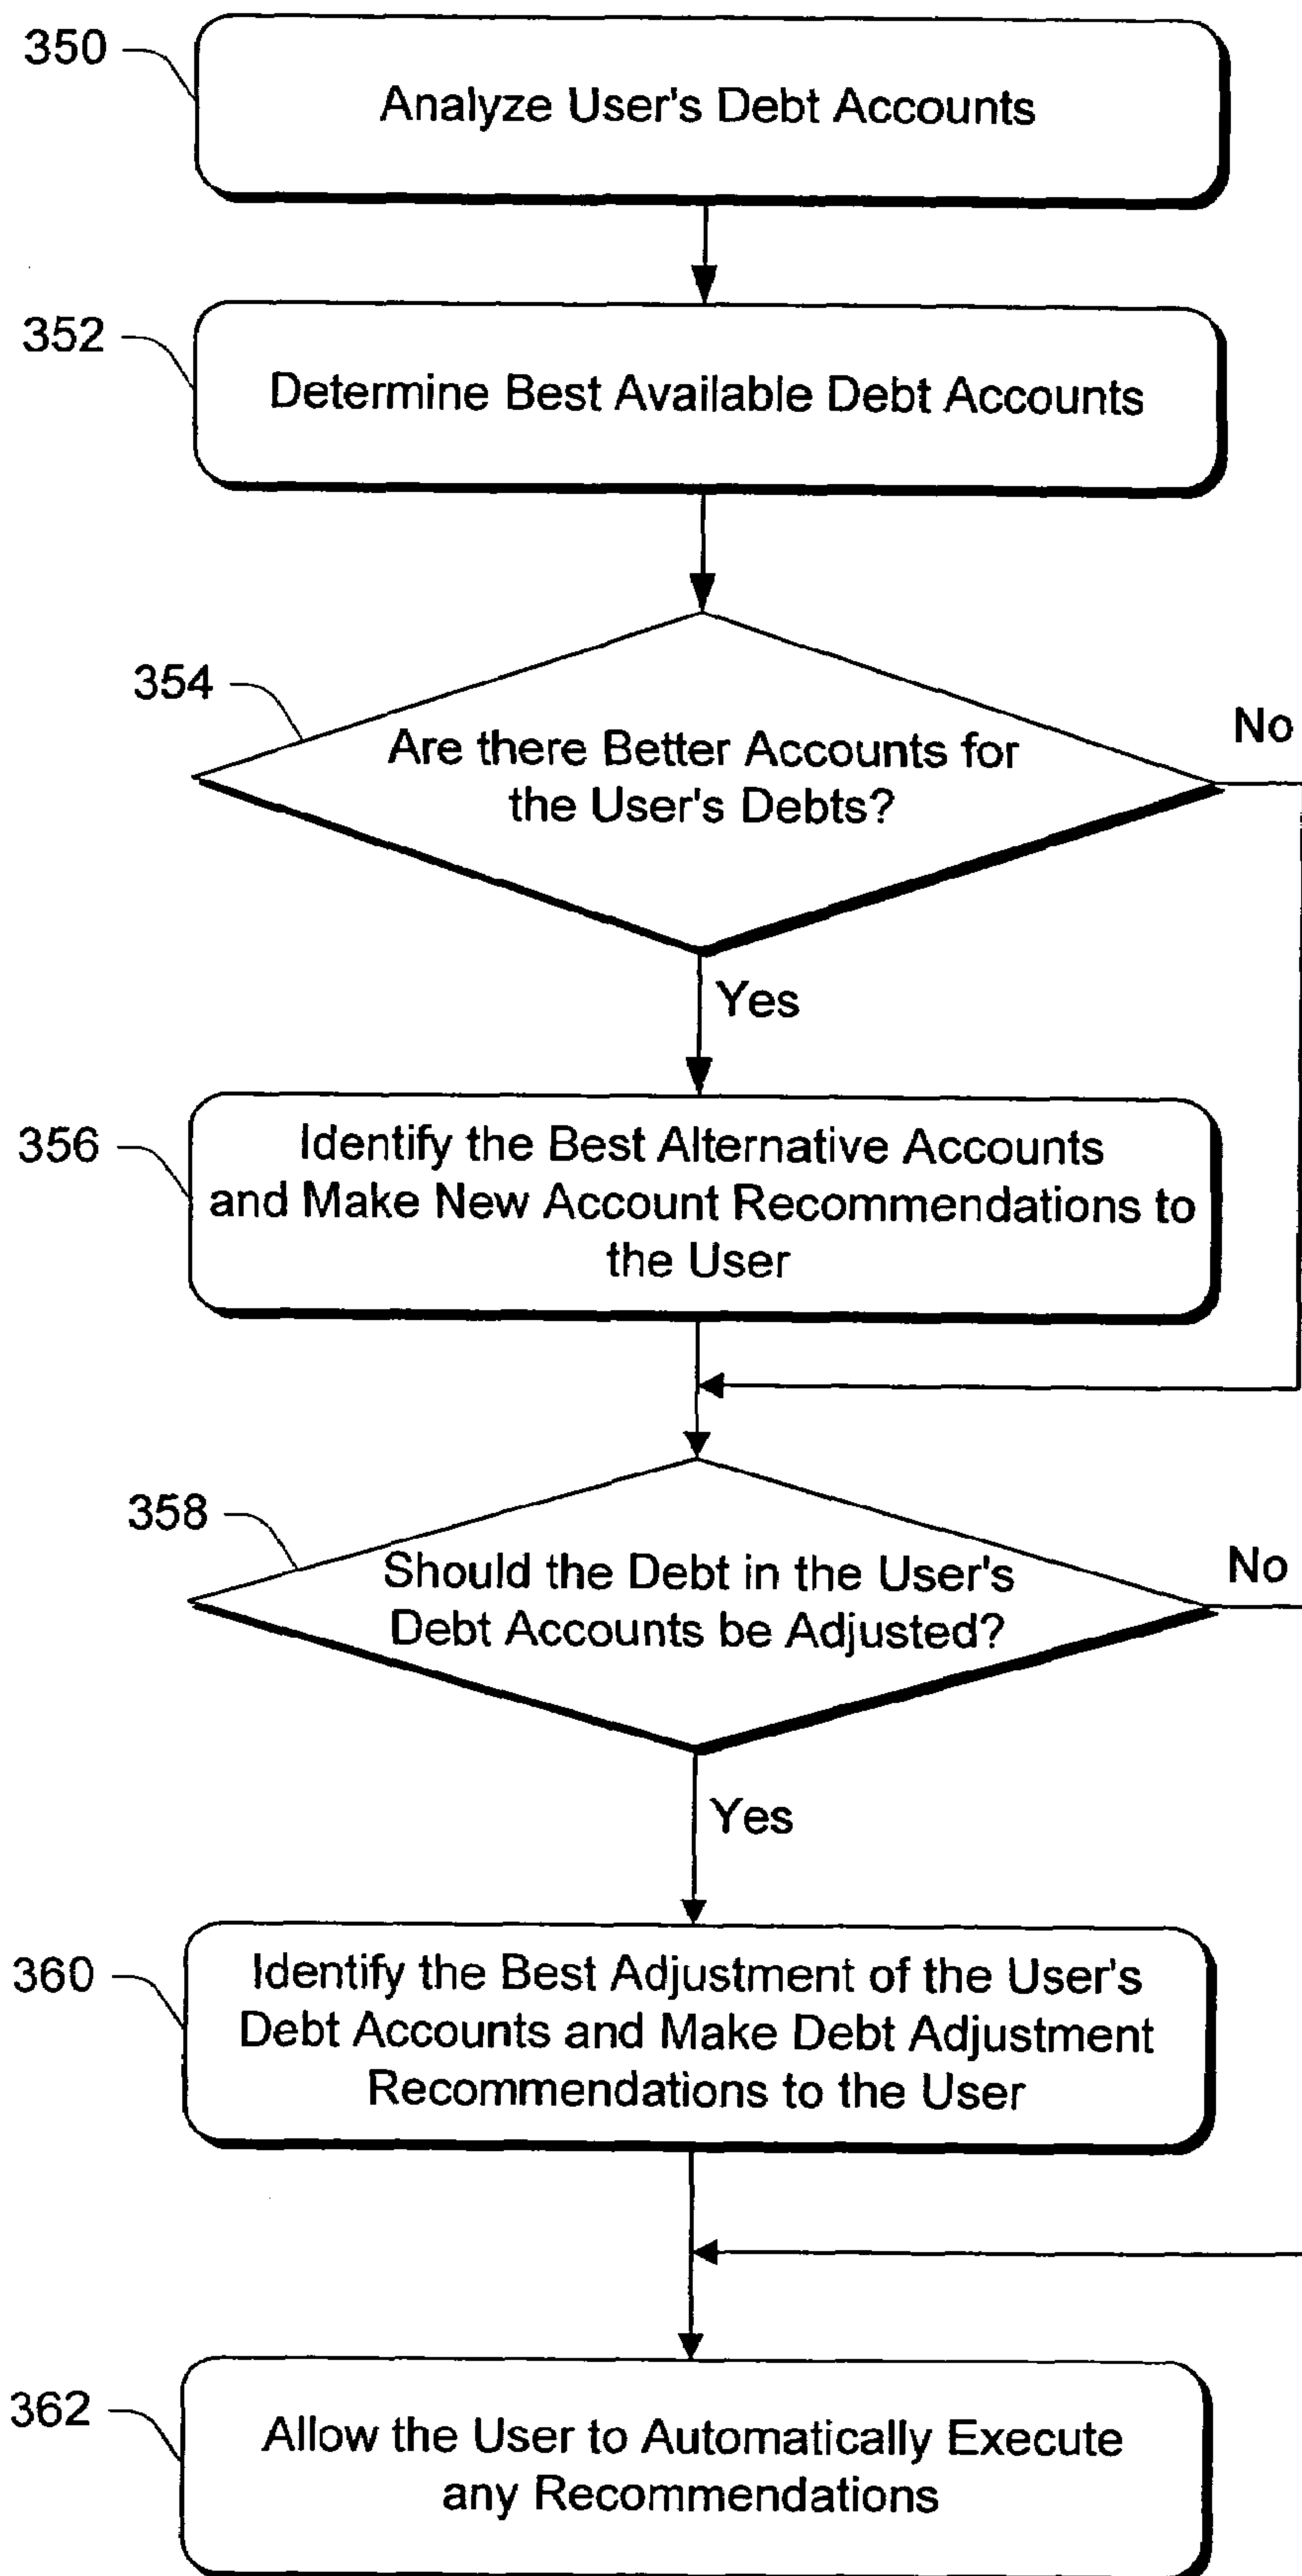 350
Analyze User's Debt Accounts
352
Determine Best Available Debt Accounts
354
Are there Better Accounts for
the User's Debts?
No
Yes
356
Identify the Best Alternative Accounts
and Make New Account Recommendations to
the User
358
Should the Debt in the User's
Debt Accounts be Adjusted?
No
Yes
360
Identify the Best Adjustment of the User's
Debt Accounts and Make Debt Adjustment
Recommendations to the User
362
Allow the User to Automatically Execute
any Recommendations